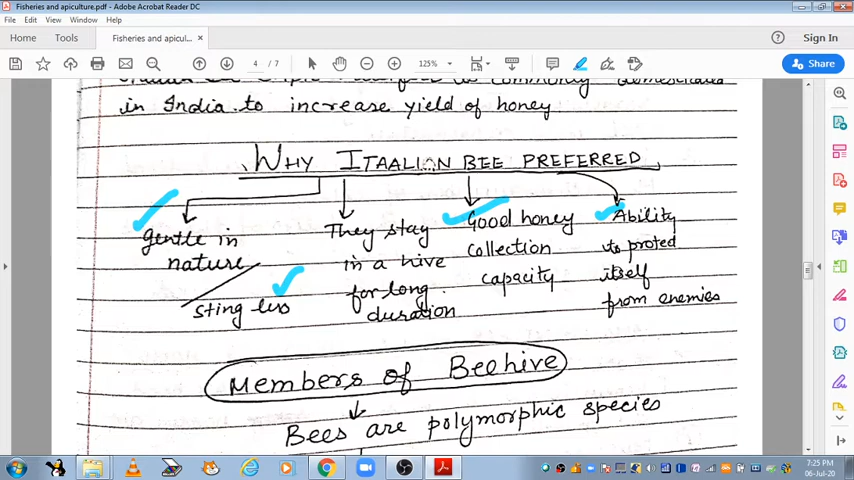 Fisheries and apiculture.pdf - Adobe Acrobat Reader DC
File Edit View Window Help
Home Tools Fisheries and apicul... × Sign In
4 / 7 125% Share
in India to increase yield of honey.
WHY ITAALIAN BEE PREFERRED
Gentle in nature
Sting less
They stay in a hive for long duration
Good honey collection capacity
Ability to proted itself from enemies
Members of Beehive
Bees are polymorphic species
7:25 PM
06-Jul-20